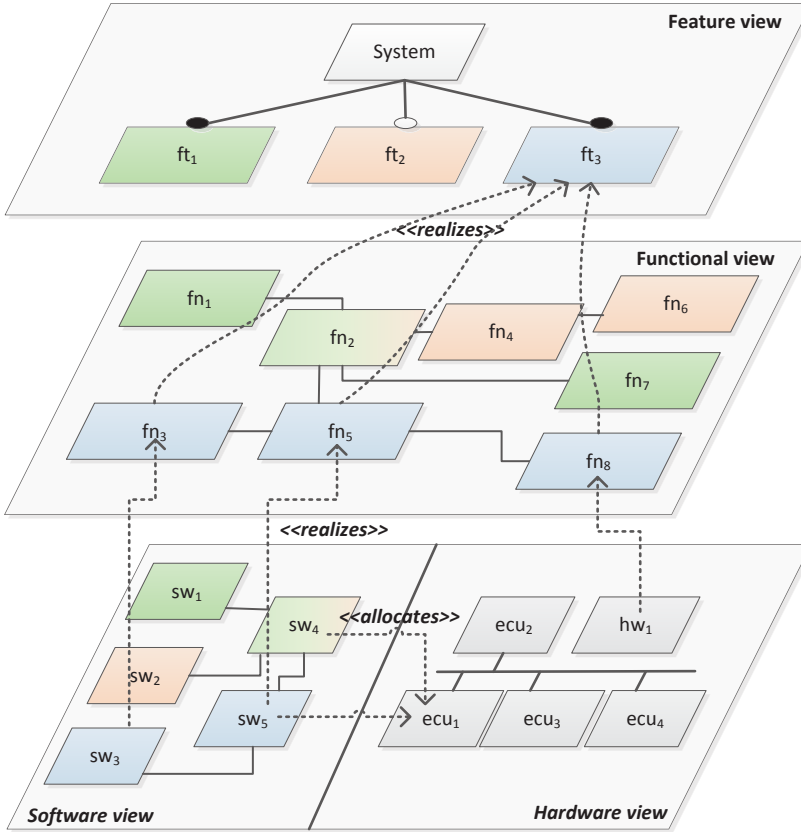 Feature view
System
ft₁
ft₂
ft₃
<<realizes>>
Functional view
fn₁
fn₆
fn₂
fn₄
fn₇
fn₃
fn₅
fn₈
<<realizes>>
sw₁
<<allocates>>
sw₄
ecu₂
hw₁
sw₂
sw₅
ecu₁
ecu₃
ecu₄
sw₃
Software view
Hardware view